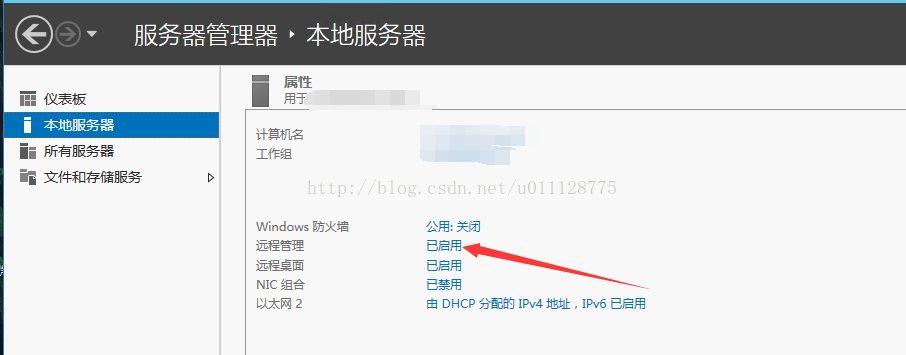 服务器管理器 ‣ 本地服务器
仪表板
本地服务器
所有服务器
文件和存储服务
属性
用于
计算机名
工作组
http://blog.csdn.net/u011128775
Windows 防火墙 公用: 关闭
远程管理 已启用
远程桌面 已启用
NIC 组合 已禁用
以太网 2 由 DHCP 分配的 IPv4 地址，IPv6 已启用